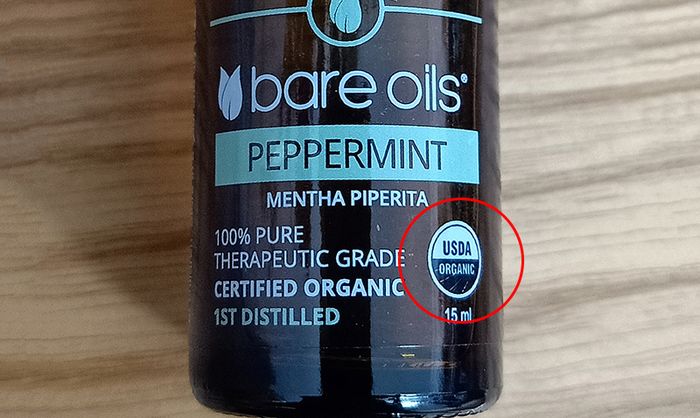 bare oils®
PEPPERMINT
MENTHA PIPERITA
100% PURE
THERAPEUTIC GRADE
CERTIFIED ORGANIC
1ST DISTILLED
USDA
ORGANIC
15 ml